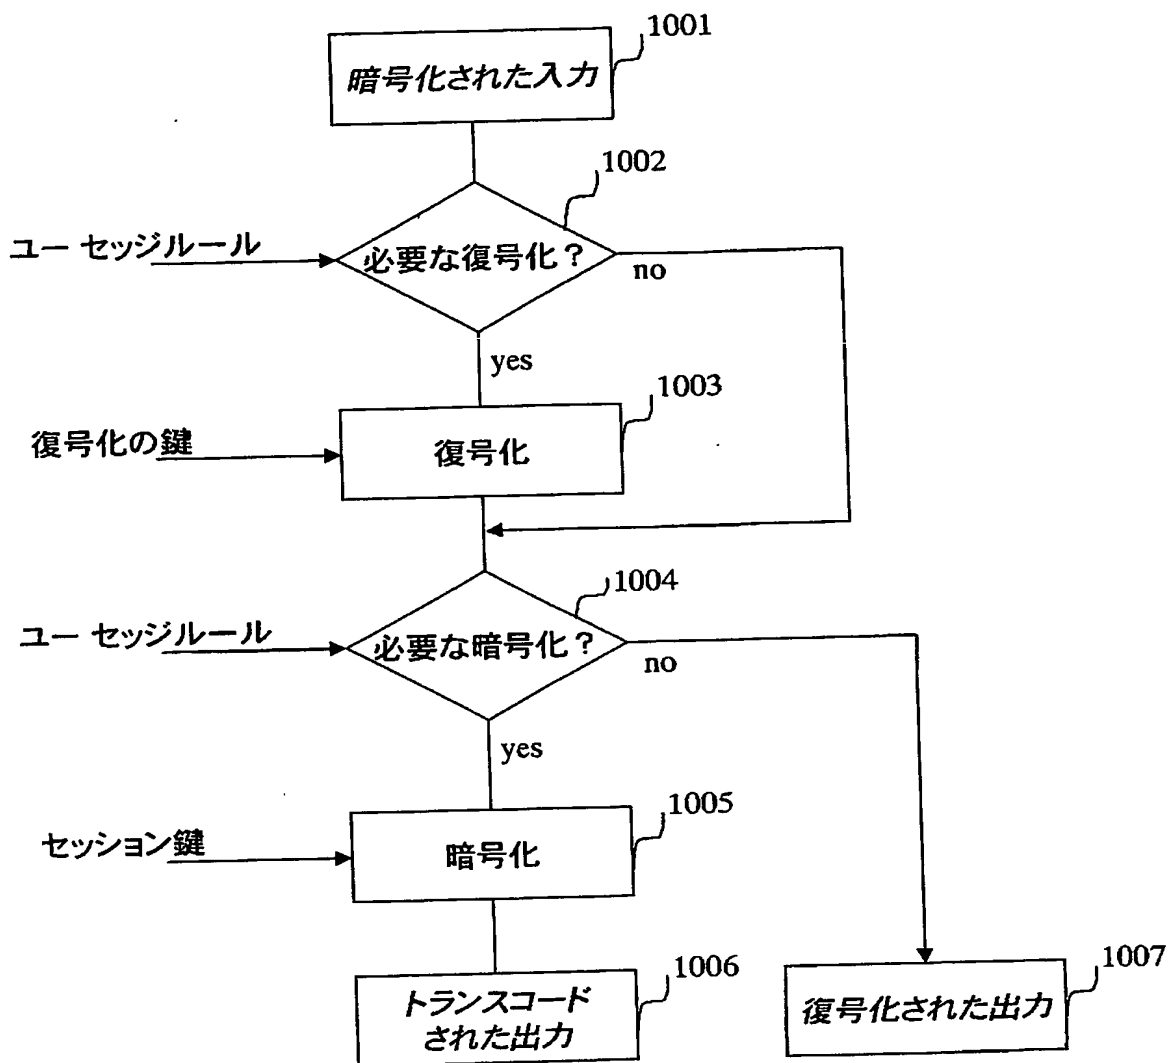 1001
暗号化された入力
1002
ユー セッジルール
必要な復号化？
no
yes
1003
復号化の鍵
復号化
1004
ユー セッジルール
必要な暗号化？
no
yes
1005
セッション鍵
暗号化
1006
トランスコード
された出力
1007
復号化された出力